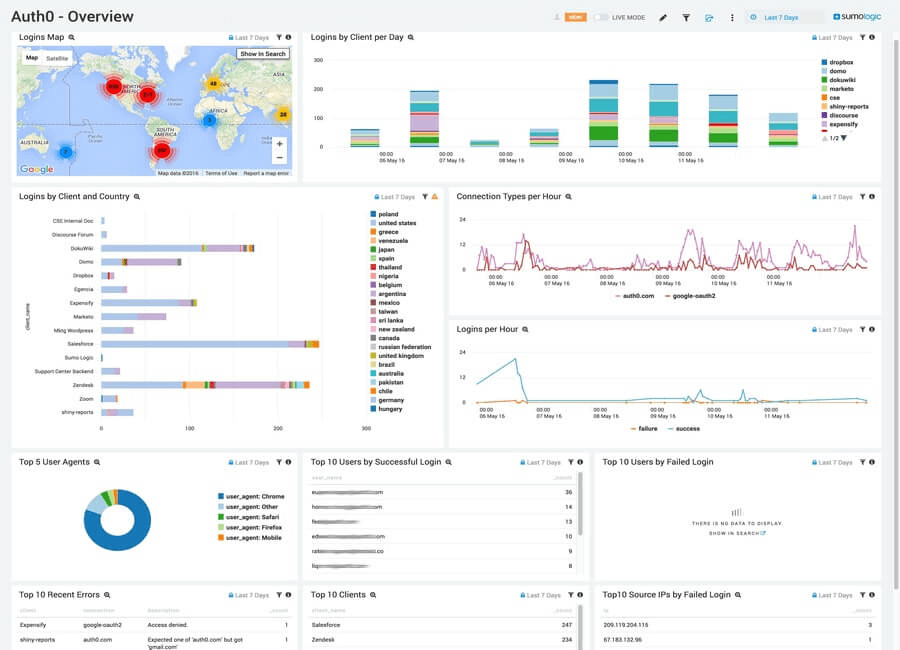 Auth0 - Overview
NEW!
LIVE MODE
Last 7 Days
sumologic
Logins Map
Last 7 Days
Map
Satellite
Show In Search
ASIA
NORTH AMERICA
Atlantic Ocean
AFRICA
Pacific Ocean
SOUTH AMERICA
AUSTRALIA
48
28
Google
Map data ©2016
Terms of Use
Report a map error
Logins by Client per Day
Last 7 Days
300
200
100
0
00:00 06 May 16
00:00 07 May 16
00:00 08 May 16
00:00 09 May 16
00:00 10 May 16
00:00 11 May 16
dropbox
domo
dokuwiki
marketo
cse
shiny-reports
discourse
expensify
1/2
Logins by Client and Country
Last 7 Days
client_name
CSE Internal Doc
Discourse Forum
DokuWiki
Domo
Dropbox
Egencia
Expensify
Marketo
Mktg Wordpress
Salesforce
Sumo Logic
Support Center Backend
Zendesk
Zoom
shiny-reports
0
100
200
300
poland
united states
greece
venezuela
japan
spain
thailand
nigeria
belgium
argentina
mexico
taiwan
sri lanka
new zealand
canada
russian federation
united kingdom
brazil
australia
pakistan
chile
germany
hungary
Connection Types per Hour
Last 7 Days
24
12
0
00:00 06 May 16
00:00 07 May 16
00:00 08 May 16
00:00 09 May 16
00:00 10 May 16
00:00 11 May 16
auth0.com
google-oauth2
Logins per Hour
Last 7 Days
24
12
0
00:00 06 May 16
00:00 07 May 16
00:00 08 May 16
00:00 09 May 16
00:00 10 May 16
00:00 11 May 16
failure
success
Top 5 User Agents
Last 7 Days
user_agent: Chrome
user_agent: Other
user_agent: Safari
user_agent: Firefox
user_agent: Mobile
Top 10 Users by Successful Login
Last 7 Days
user_name
_count
36
14
13
10
9
8
Top 10 Users by Failed Login
Last 7 Days
THERE IS NO DATA TO DISPLAY.
SHOW IN SEARCH
Top 10 Recent Errors
Last 7 Days
client
connection
description
_count
Expensify
google-oauth2
Access denied.
1
shiny-reports
auth0.com
Expected one of 'auth0.com' but got 'gmail.com'
1
Top 10 Clients
Last 7 Days
client_name
_count
Salesforce
247
Zendesk
234
Top10 Source IPs by Failed Login
Last 7 Days
ip
_count
209.119.204.115
3
67.183.132.96
1